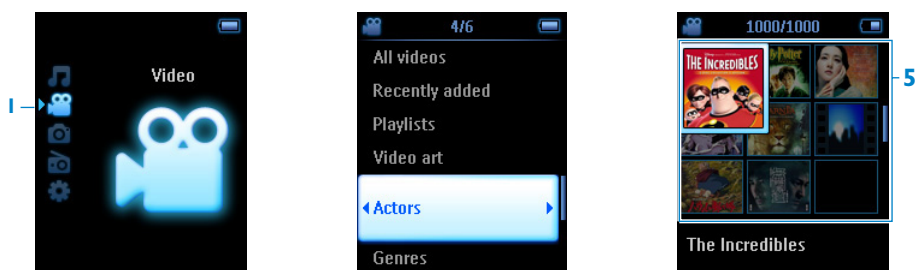 Video
I
4/6
All videos
Recently added
Playlists
Video art
Actors
Genres
1000/1000
THE INCREDIBLES
5
The Incredibles